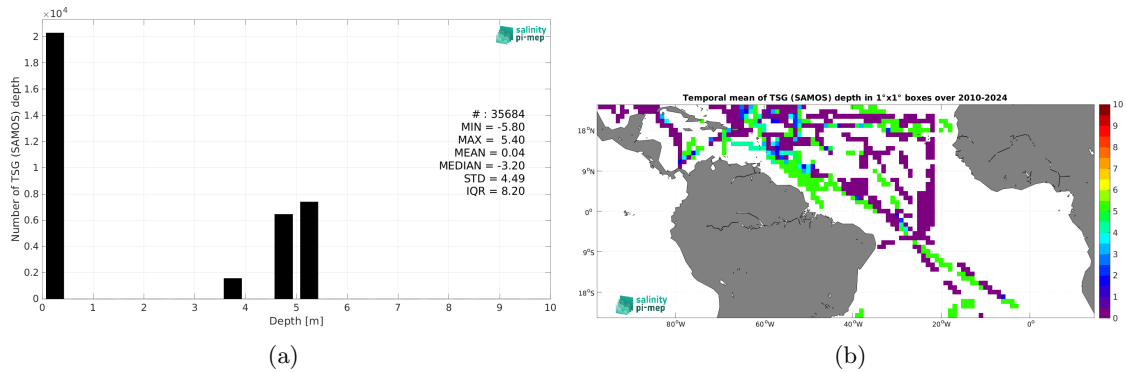 ×10⁴
2
1.8
1.6
1.4
1.2
1
0.8
0.6
0.4
0.2
0
Number of TSG (SAMOS) depth
salinity
pi-mep
# : 35684
MIN = -5.80
MAX = 5.40
MEAN = 0.04
MEDIAN = -3.20
STD = 4.49
IQR = 8.20
0 1 2 3 4 5 6 7 8 9 10
Depth [m]
(a)
Temporal mean of TSG (SAMOS) depth in 1°x1° boxes over 2010-2024
18°N
9°N
0°
9°S
18°S
80°W 60°W 40°W 20°W 0°
salinity
pi-mep
10
9
8
7
6
5
4
3
2
1
0
(b)